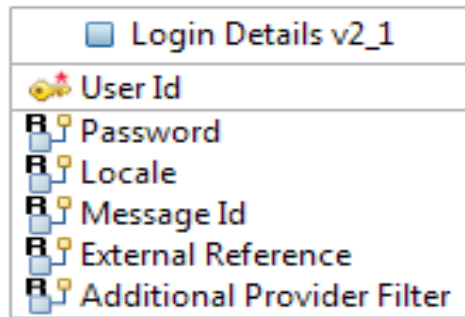 Login Details v2_1
User Id
Password
Locale
Message Id
External Reference
Additional Provider Filter